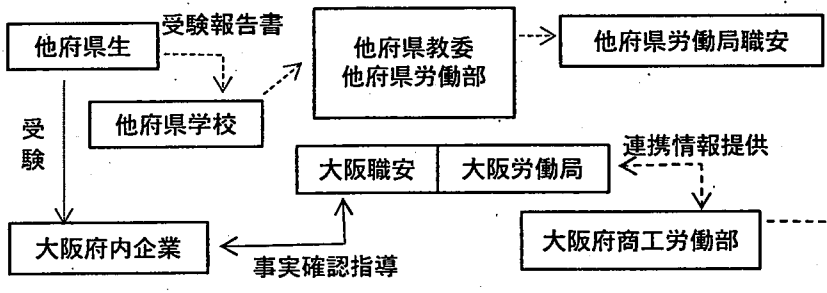 他府県生
受験報告書
他府県教委
他府県労働部
他府県労働局職安
他府県学校
受験
大阪職安
大阪労働局
連携情報提供
大阪府内企業
事実確認指導
大阪府商工労働部